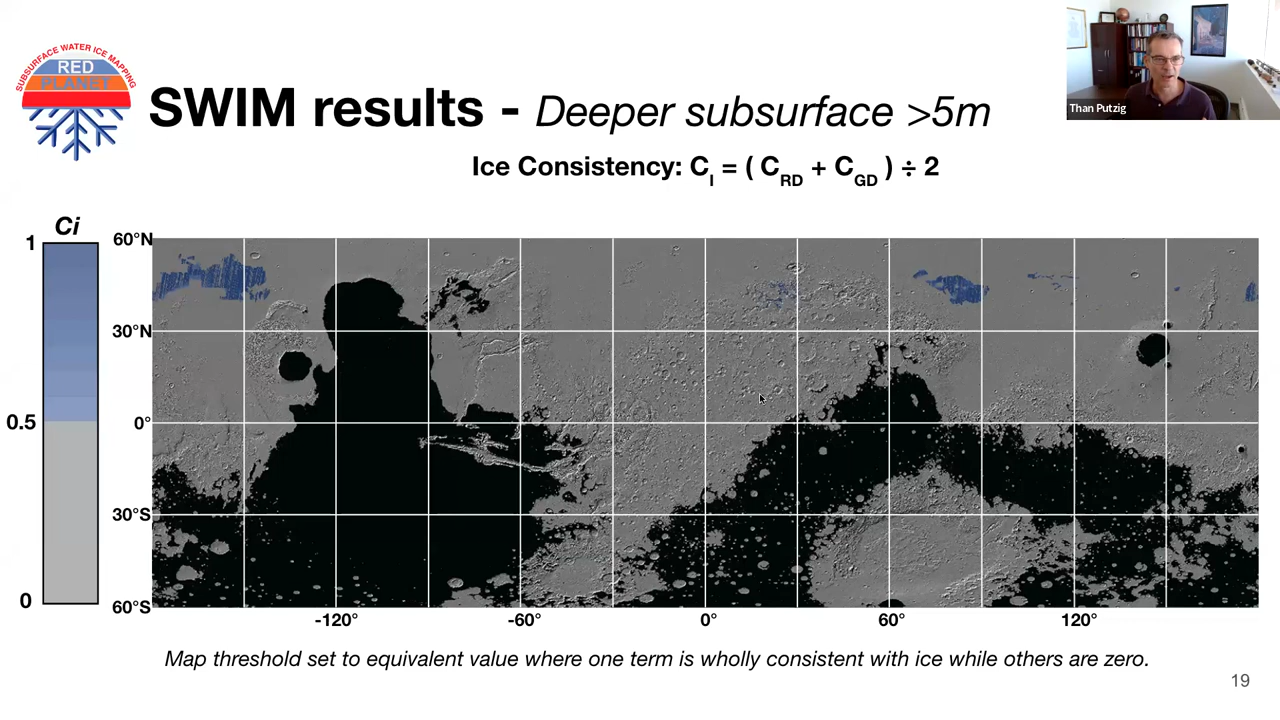 SUBSURFACE WATER ICE MAPPING
RED
PLANET
SWIM results - Deeper subsurface >5m
Than Putzig
Ice Consistency: CI = ( CRD + CGD ) ÷ 2
Ci
1
0.5
0
60°N
30°N
0°
30°S
60°S
-120°
-60°
0°
60°
120°
Map threshold set to equivalent value where one term is wholly consistent with ice while others are zero.
19